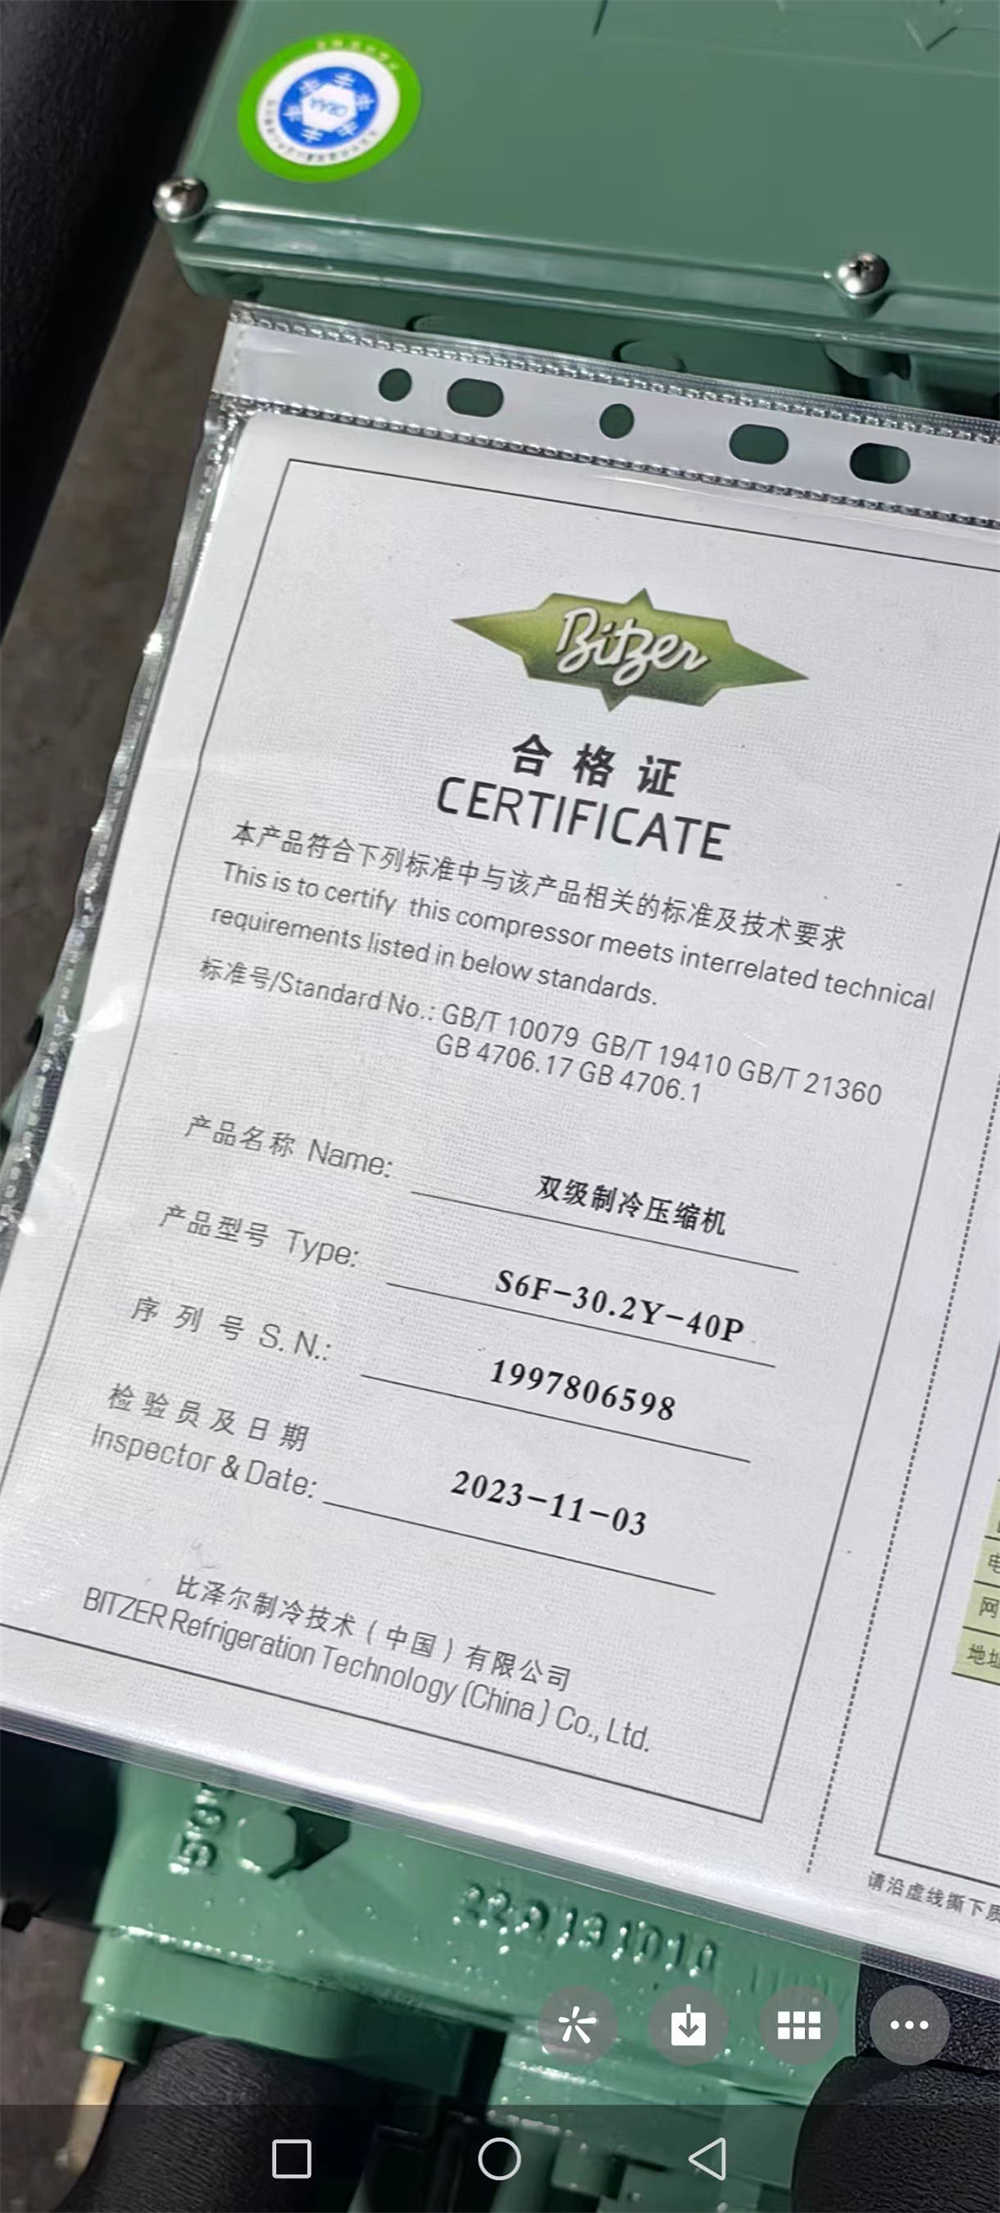 CRAA
Bitzer
合格证
CERTIFICATE
本产品符合下列标准中与该产品相关的标准及技术要求
This is to certify this compressor meets interrelated technical
requirements listed in below standards.
标准号/Standard No.: GB/T 10079 GB/T 19410 GB/T 21360
GB 4706.17 GB 4706.1
产品名称 Name: 双级制冷压缩机
产品型号 Type: S6F-30.2Y-40P
序列号 S. N.: 1997806598
检验员及日期
Inspector & Date: 2023-11-03
比泽尔制冷技术(中国)有限公司
BITZER Refrigeration Technology (China) Co., Ltd.
网
地址
请沿虚线撕下质